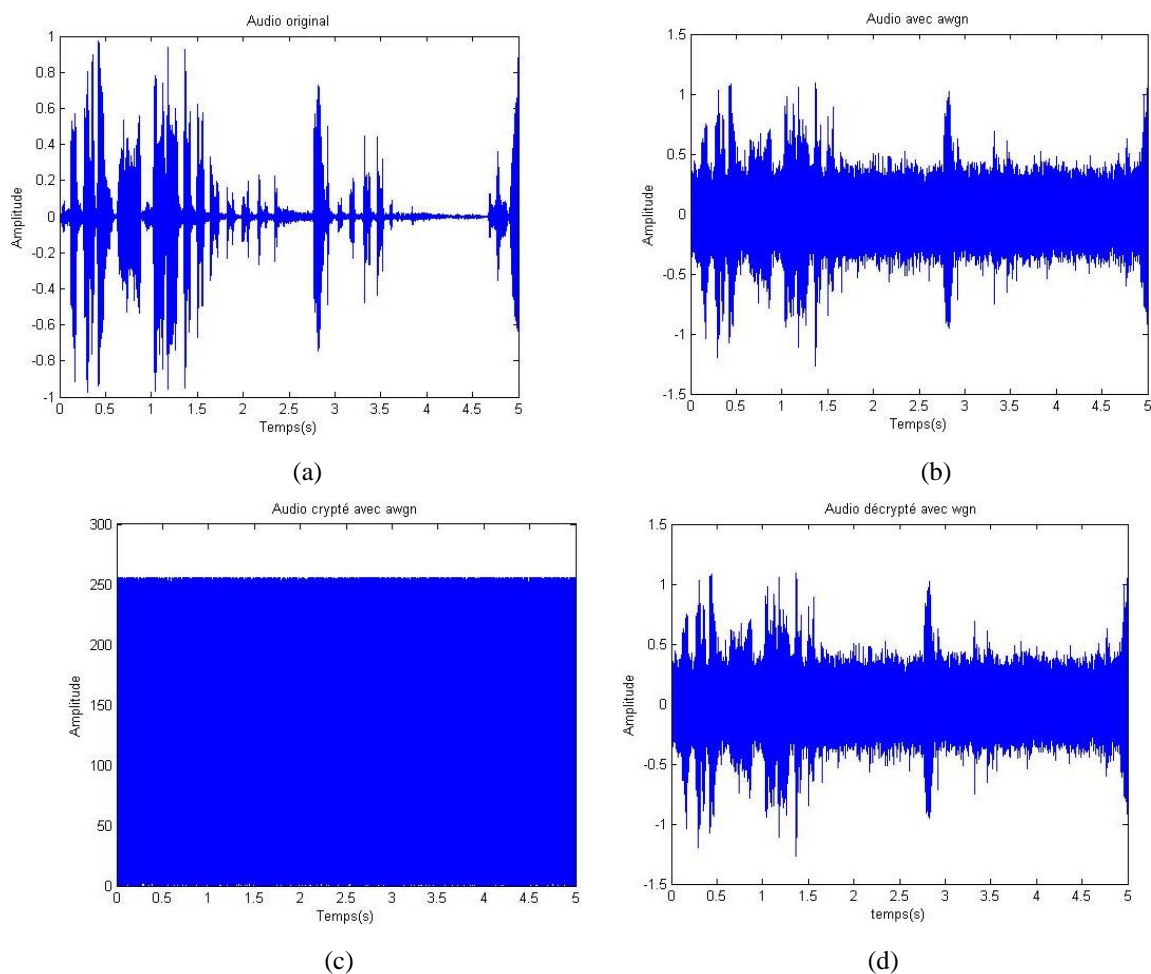 Audio original
1
0.8
0.6
0.4
0.2
0
-0.2
-0.4
-0.6
-0.8
-1
Amplitude
0 0.5 1 1.5 2 2.5 3 3.5 4 4.5 5
Temps(s)
(a)
Audio avec awgn
1.5
1
0.5
0
-0.5
-1
-1.5
Amplitude
0 0.5 1 1.5 2 2.5 3 3.5 4 4.5 5
Temps(s)
(b)
Audio crypté avec awgn
300
250
200
150
100
50
0
Amplitude
0 0.5 1 1.5 2 2.5 3 3.5 4 4.5 5
Temps(s)
(c)
Audio décrypté avec wgn
1.5
1
0.5
0
-0.5
-1
-1.5
Amplitude
0 0.5 1 1.5 2 2.5 3 3.5 4 4.5 5
temps(s)
(d)